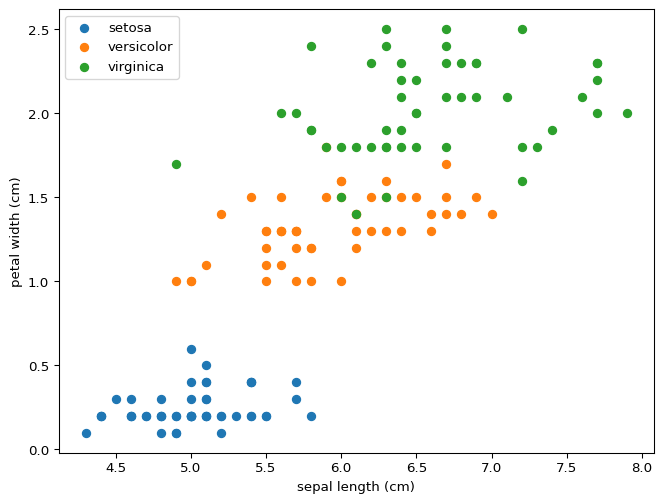 setosa
versicolor
virginica
petal width (cm)
2.5
2.0
1.5
1.0
0.5
0.0
4.5 5.0 5.5 6.0 6.5 7.0 7.5 8.0
sepal length (cm)